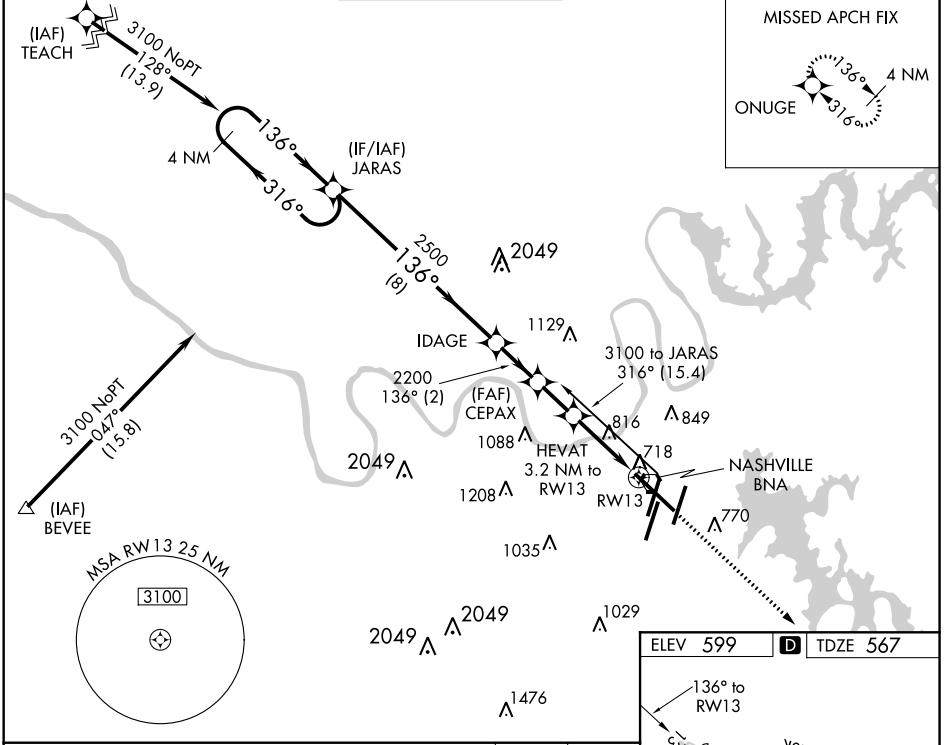 (IAF)
TEACH
3100 NoPT
128°
(13.9)
4 NM
136°
316°
(IF/IAF)
JARAS
MISSED APCH FIX
136°
4 NM
ONUGE
316°
2500
136°
(8)
2049
1129
IDAGE
3100 to JARAS
316° (15.4)
2200
136° (2)
(FAF)
CEPAX
816
849
1088
HEVAT
3.2 NM to
RW13
718
NASHVILLE
BNA
RW13
3100 NoPT
047°
(15.8)
(IAF)
BEVEE
2049
1208
770
1035
MSA RW13 25 NM
3100
2049
2049
1029
1476
ELEV 599
D
TDZE 567
136° to
RW13